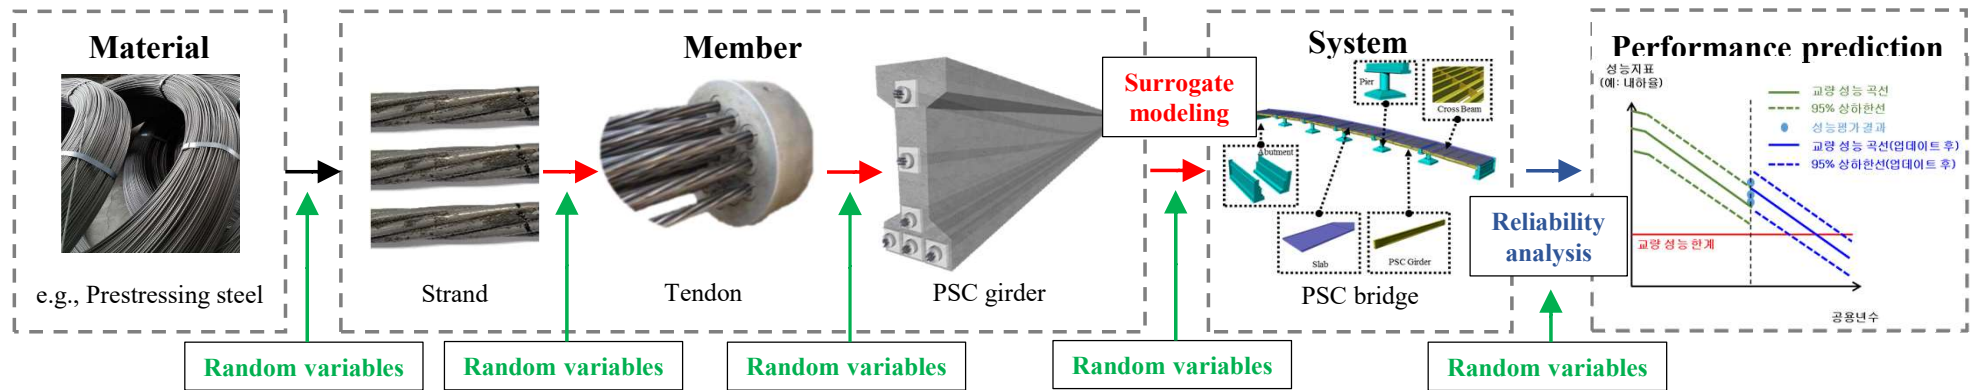 Material
e.g., Prestressing steel
Member
Strand
Tendon
PSC girder
Surrogate
modeling
System
Pier
Cross Beam
Abutment
Slab
PSC Girder
PSC bridge
Reliability
analysis
Performance prediction
성능지표
(예: 내하율)
교량 성능 곡선
95% 상하한선
성능평가결과
교량 성능 곡선(업데이트 후)
95% 상하한선(업데이트 후)
교량 성능 한계
공용년수
Random variables
Random variables
Random variables
Random variables
Random variables